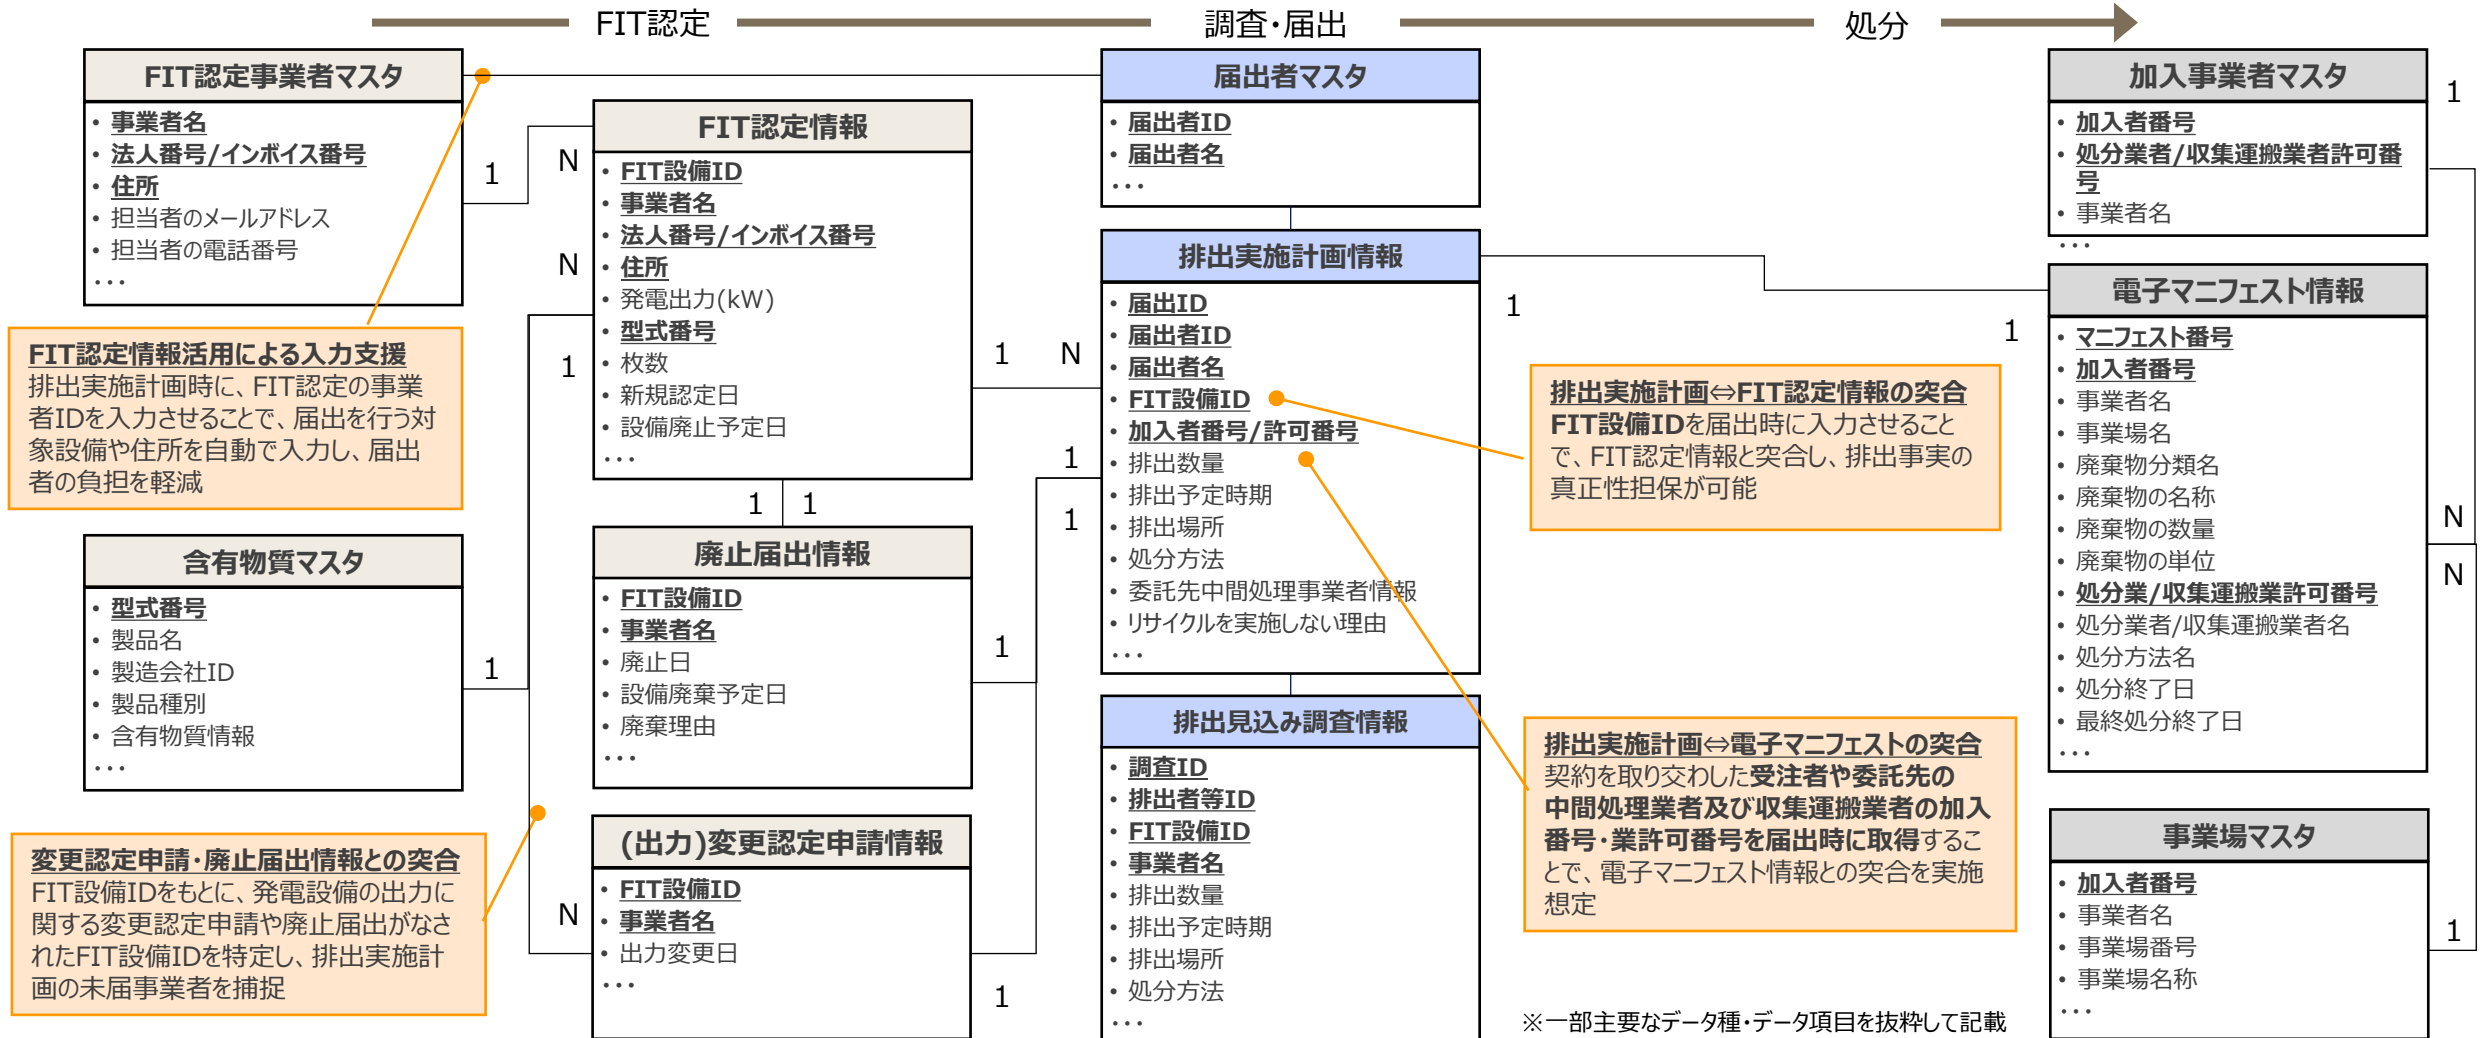 FIT認定
調査・届出
処分
FIT認定事業者マスタ
・事業者名
・法人番号/インボイス番号
・住所
・担当者のメールアドレス
・担当者の電話番号
…
1
N
FIT認定情報
・FIT設備ID
・事業者名
・法人番号/インボイス番号
・住所
・発電出力(kW)
・型式番号
・枚数
・新規認定日
・設備廃止予定日
…
N
1
1
N
1
1
FIT認定情報活用による入力支援
排出実施計画時に、FIT認定の事業
者IDを入力させることで、届出を行う対
象設備や住所を自動で入力し、届出
者の負担を軽減
含有物質マスタ
・型式番号
・製品名
・製造会社ID
・製品種別
・含有物質情報
…
1
廃止届出情報
・FIT設備ID
・事業者名
・廃止日
・設備廃棄予定日
・廃棄理由
…
1
1
1
変更認定申請・廃止届出情報との突合
FIT設備IDをもとに、発電設備の出力に
関する変更認定申請や廃止届出がなさ
れたFIT設備IDを特定し、排出実施計
画の未届事業者を捕捉
(出力)変更認定申請情報
・FIT設備ID
・事業者名
・出力変更日
…
N
1
届出者マスタ
・届出者ID
・届出者名
…
排出実施計画情報
・届出ID
・届出者ID
・届出者名
・FIT設備ID
・加入者番号/許可番号
・排出数量
・排出予定時期
・排出場所
・処分方法
・委託先中間処理事業者情報
・リサイクルを実施しない理由
…
1
1
排出見込み調査情報
・調査ID
・排出者等ID
・FIT設備ID
・事業者名
・排出数量
・排出予定時期
・排出場所
・処分方法
…
排出実施計画⇔FIT認定情報の突合
FIT設備IDを届出時に入力させること
で、FIT認定情報と突合し、排出事実の
真正性担保が可能
排出実施計画⇔電子マニフェストの突合
契約を取り交わした受注者や委託先の
中間処理業者及び収集運搬業者の加入
番号・業許可番号を届出時に取得するこ
とで、電子マニフェスト情報との突合を実施
想定
加入事業者マスタ
・加入者番号
・処分業者/収集運搬業者許可番
号
・事業者名
…
1
電子マニフェスト情報
・マニフェスト番号
・加入者番号
・事業者名
・事業場名
・廃棄物分類名
・廃棄物の名称
・廃棄物の数量
・廃棄物の単位
・処分業/収集運搬業許可番号
・処分業者/収集運搬業者名
・処分方法名
・処分終了日
・最終処分終了日
…
N
N
事業場マスタ
・加入者番号
・事業者名
・事業場番号
・事業場名称
…
1
※一部主要なデータ種・データ項目を抜粋して記載